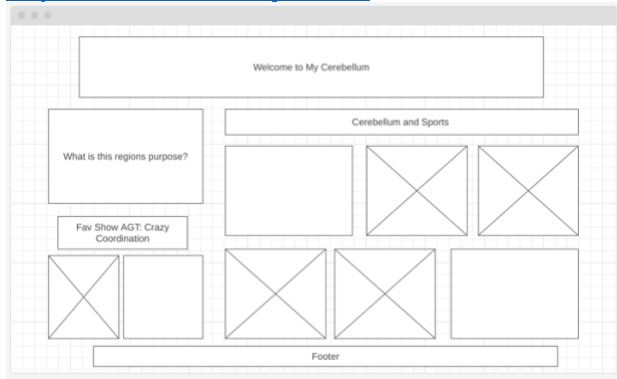 Welcome to My Cerebellum
Cerebellum and Sports
What is this regions purpose?
Fav Show AGT: Crazy
Coordination
Footer